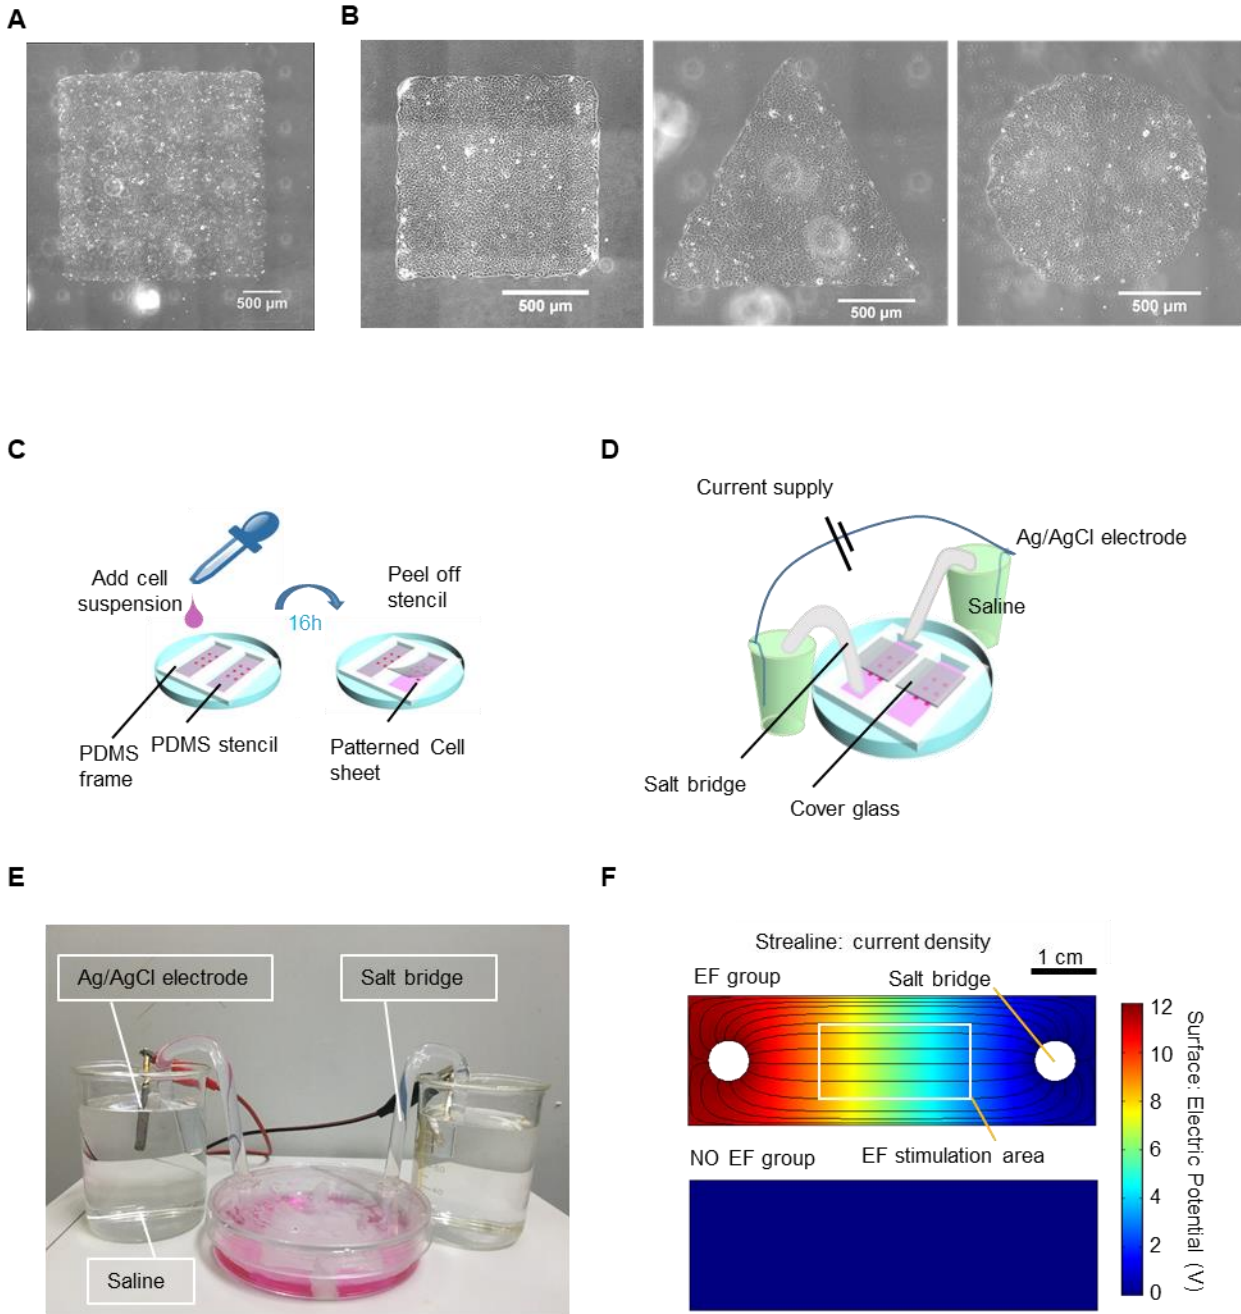 A
B
500 µm
500 µm
500 µm
500 µm
C
D
Add cell
suspension
16h
Peel off
stencil
PDMS
frame
PDMS stencil
Patterned Cell
sheet
Current supply
Ag/AgCl electrode
Saline
Salt bridge
Cover glass
E
F
Ag/AgCl electrode
Salt bridge
Saline
Strealine: current density
1 cm
EF group
Salt bridge
NO EF group
EF stimulation area
12
10
8
6
4
2
0
Surface: Electric Potential (V)